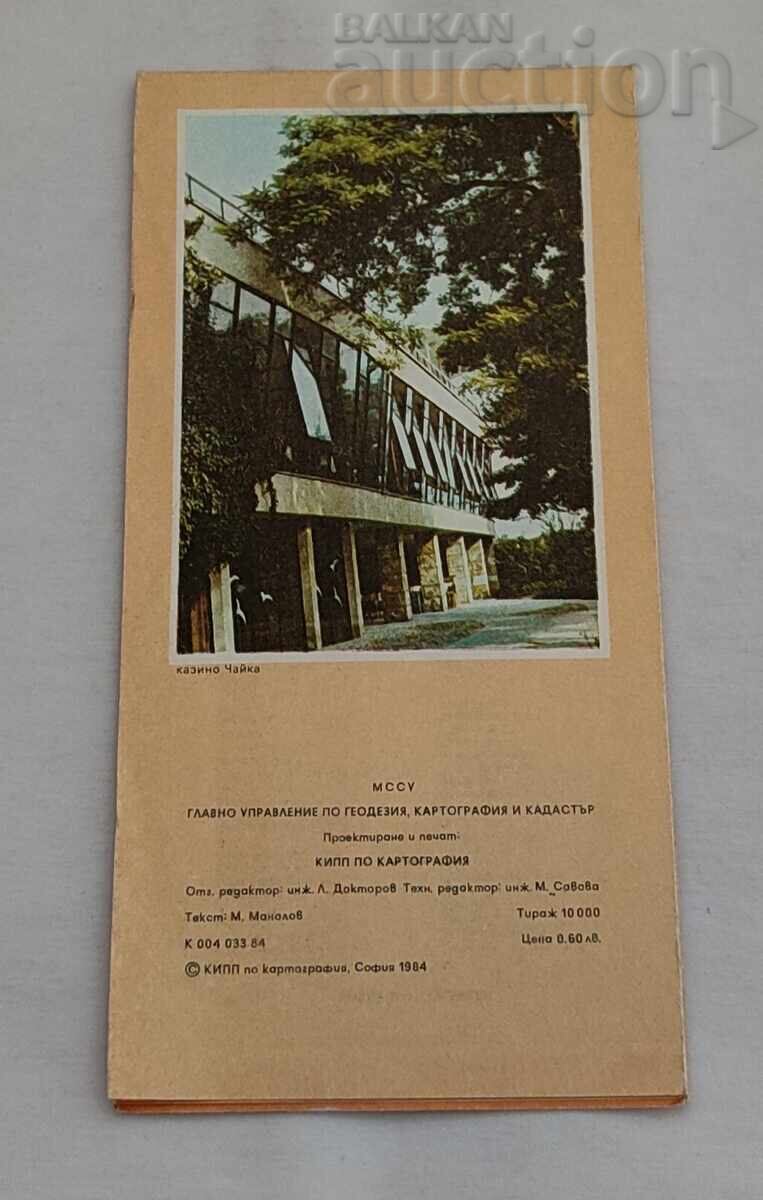 BALKAN
auction
казино Чайка
МССУ
ГЛАВНО УПРАВЛЕНИЕ ПО ГЕОДЕЗИЯ, КАРТОГРАФИЯ И КАДАСТЪР
Проектиране и печат:
КИПП ПО КАРТОГРАФИЯ
Отг. редактор: инж. Л. Докторов Техн. редактор: инж. М. Савова
Текст: М. Манолов Тираж 10 000
К 004 033 84 Цена 0.60 лв.
© КИПП по картография, София 1984